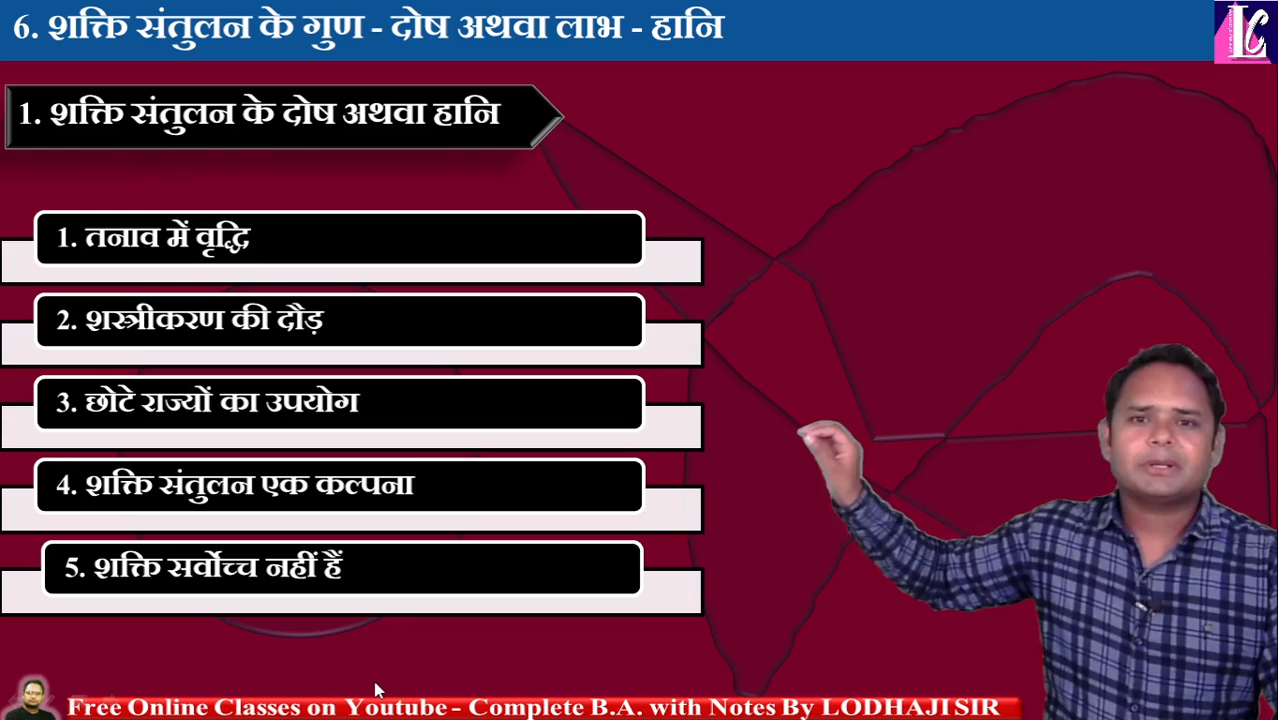 6. शक्ति संतुलन के गुण - दोष अथवा लाभ - हानि
LC
1. शक्ति संतुलन के दोष अथवा हानि
1. तनाव में वृद्धि
2. शस्त्रीकरण की दौड़
3. छोटे राज्यों का उपयोग
4. शक्ति संतुलन एक कल्पना
5. शक्ति सर्वोच्च नहीं हैं
Free Online Classes on Youtube - Complete B.A. with Notes By LODHAJI SIR